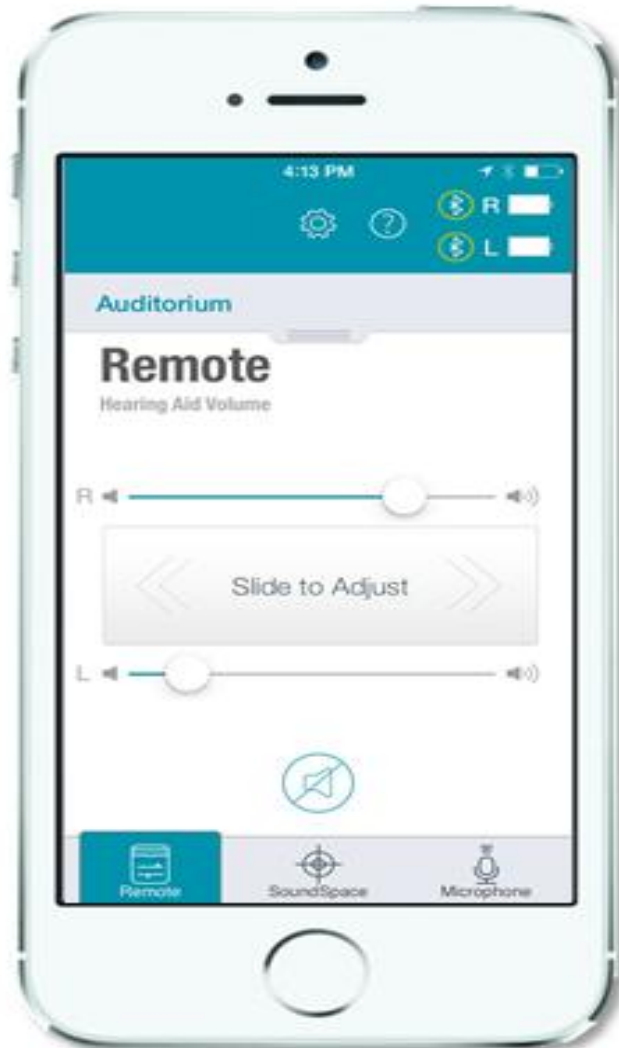 4:13 PM
? R
L
Auditorium
Remote
Hearing Aid Volume
R
Slide to Adjust
L
Remote
SoundSpace
Microphone